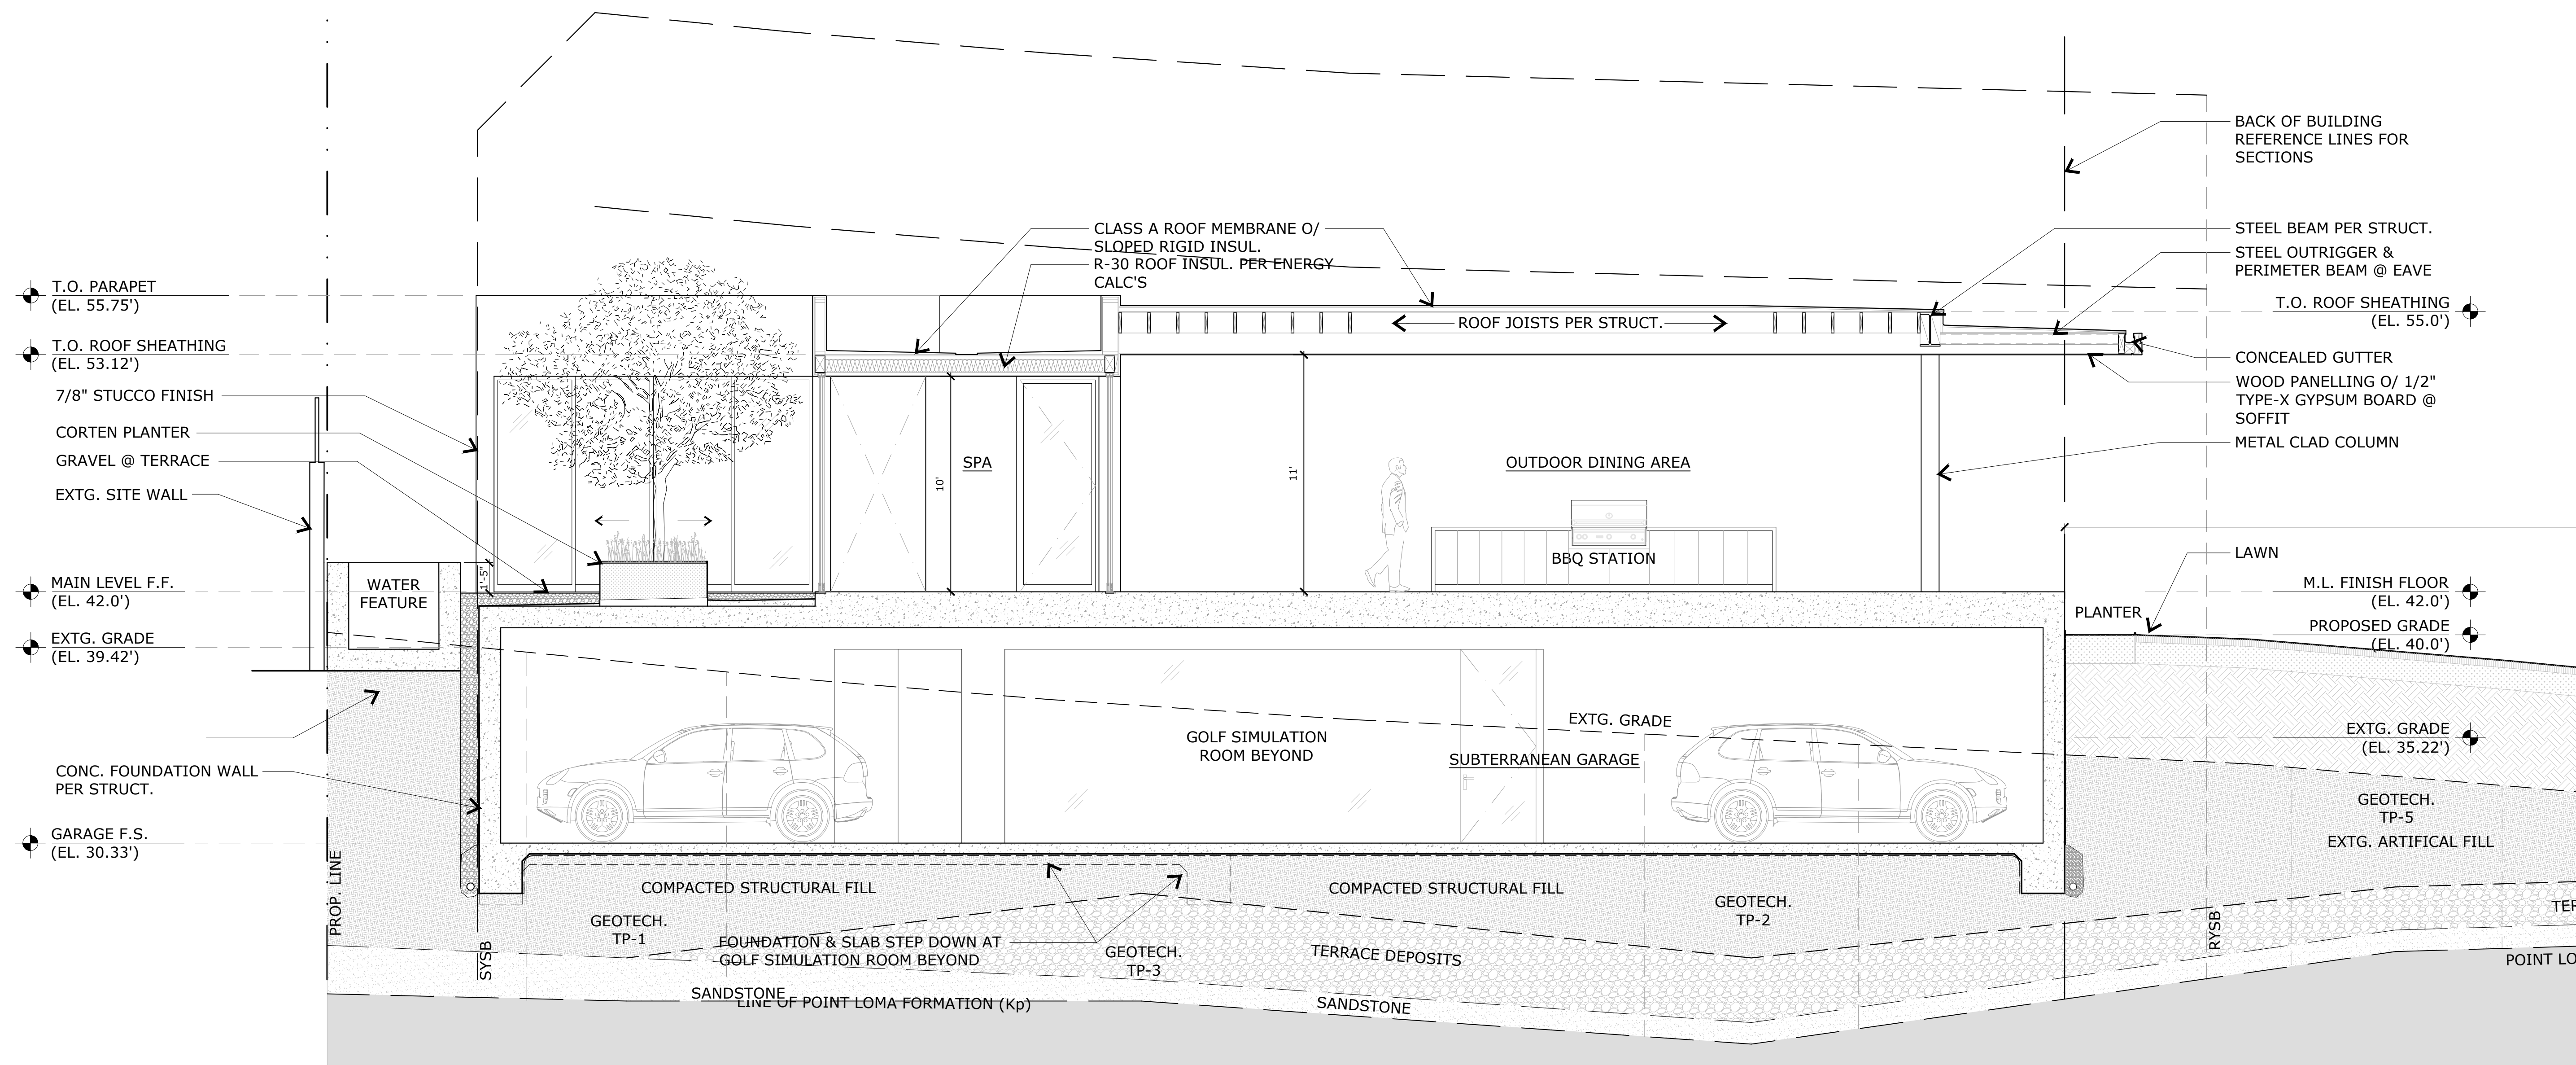 BACK OF BUILDING
REFERENCE LINES FOR
SECTIONS
CLASS A ROOF MEMBRANE O/
SLOPED RIGID INSUL.
R-30 ROOF INSUL. PER ENERGY
CALC'S
STEEL BEAM PER STRUCT.
STEEL OUTRIGGER &
PERIMETER BEAM @ EAVE
T.O. PARAPET
(EL. 55.75')
T.O. ROOF SHEATHING
(EL. 55.0')
ROOF JOISTS PER STRUCT.
T.O. ROOF SHEATHING
(EL. 53.12')
CONCEALED GUTTER
WOOD PANELLING O/ 1/2"
TYPE-X GYPSUM BOARD @
SOFFIT
7/8" STUCCO FINISH
CORTEN PLANTER
METAL CLAD COLUMN
GRAVEL @ TERRACE
SPA
OUTDOOR DINING AREA
10'
11'
EXTG. SITE WALL
BBQ STATION
LAWN
1'-5"
WATER
FEATURE
MAIN LEVEL F.F.
(EL. 42.0')
M.L. FINISH FLOOR
(EL. 42.0')
PLANTER
PROPOSED GRADE
(EL. 40.0')
EXTG. GRADE
(EL. 39.42')
EXTG. GRADE
EXTG. GRADE
(EL. 35.22')
GOLF SIMULATION
ROOM BEYOND
SUBTERRANEAN GARAGE
CONC. FOUNDATION WALL
PER STRUCT.
GEOTECH.
TP-5
EXTG. ARTIFICAL FILL
GARAGE F.S.
(EL. 30.33')
PROP. LINE
COMPACTED STRUCTURAL FILL
COMPACTED STRUCTURAL FILL
GEOTECH.
TP-1
GEOTECH.
TP-2
FOUNDATION & SLAB STEP DOWN AT
GOLF SIMULATION ROOM BEYOND
GEOTECH.
TP-3
TERRACE DEPOSITS
SYSB
RYSB
TER
POINT LO
SANDSTONE
LINE OF POINT LOMA FORMATION (Kp)
SANDSTONE